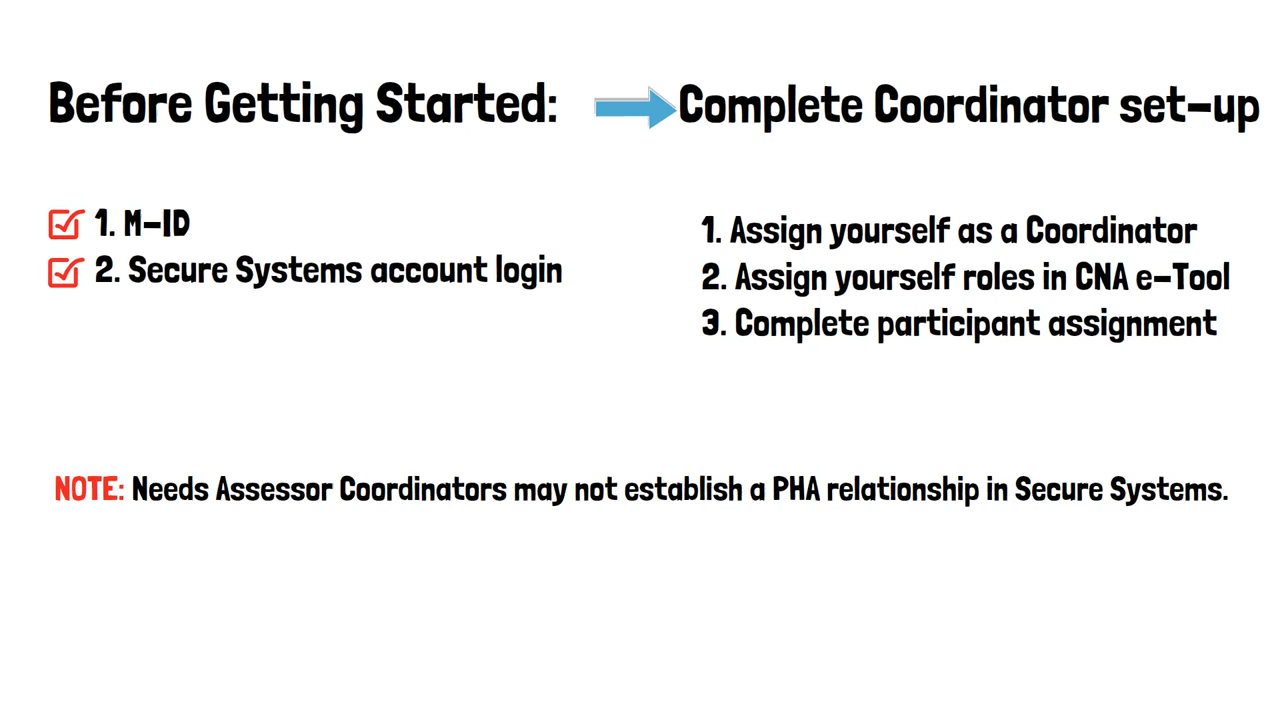 Before Getting Started:
Complete Coordinator set-up
1. M-ID
2. Secure Systems account login
1. Assign yourself as a Coordinator
2. Assign yourself roles in CNA e-Tool
3. Complete participant assignment
NOTE: Needs Assessor Coordinators may not establish a PHA relationship in Secure Systems.